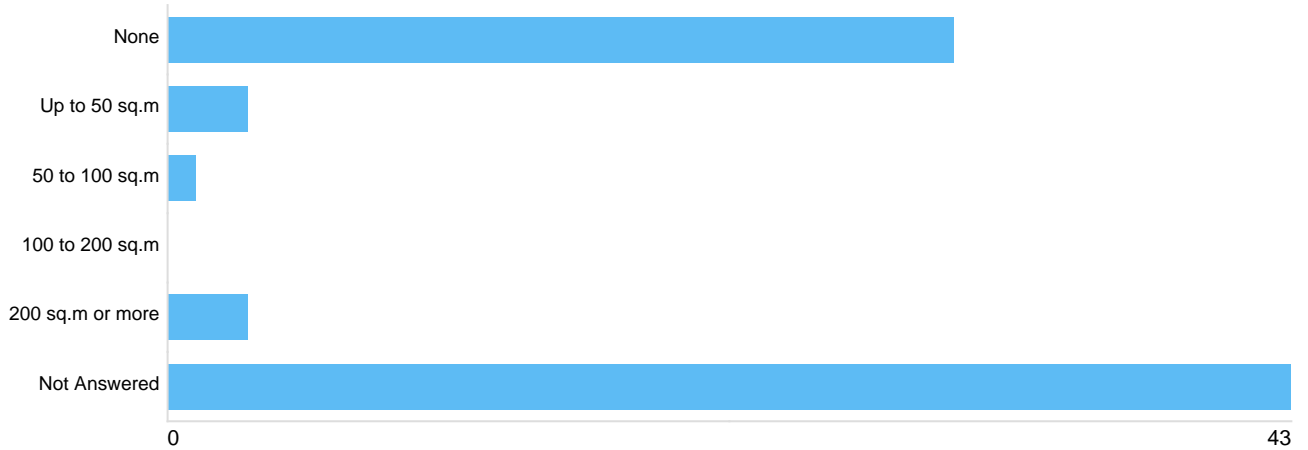 None
Up to 50 sq.m
50 to 100 sq.m
100 to 200 sq.m
200 sq.m or more
Not Answered
0 43